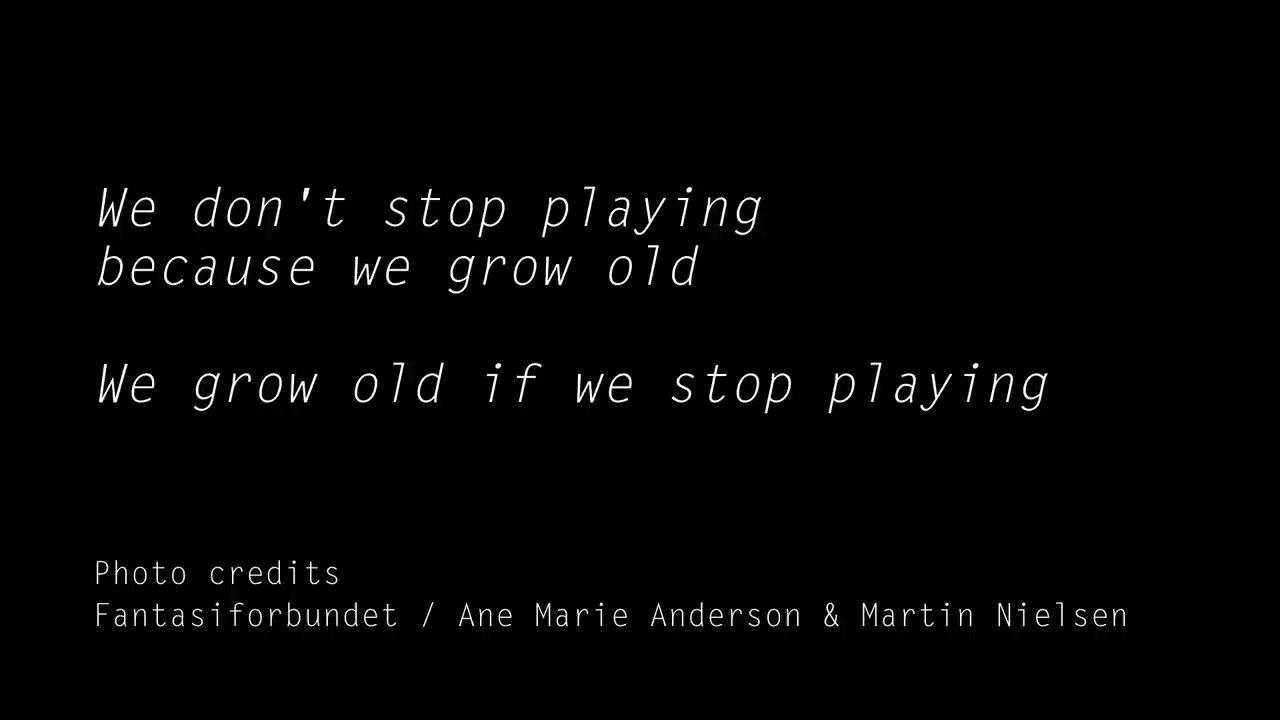 We don't stop playing
because we grow old
We grow old if we stop playing
Photo credits
Fantasiforbundet / Ane Marie Anderson & Martin Nielsen